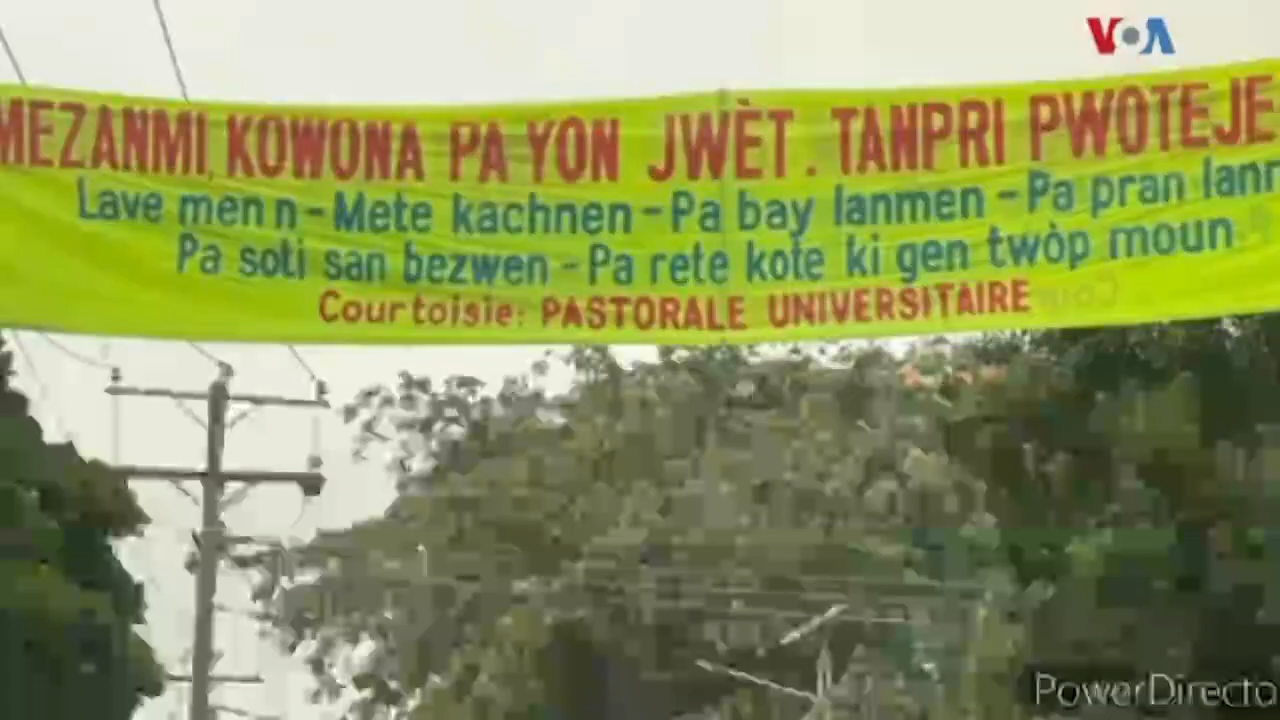 VOA
MEZANMI, KOWONA PA YON JWÈT. TANPRI PWOTEJE
Lave men n - Mete kachnen - Pa bay lanmen - Pa pran lanm
Pa soti san bezwen - Pa rete kote ki gen twòp moun
Courtoisie: PASTORALE UNIVERSITAIRE
PowerDirecto